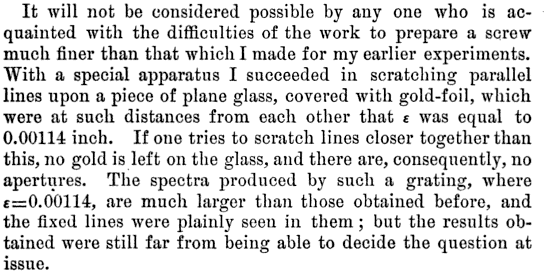 It will not be considered possible by any one who is ac-
quainted with the difficulties of the work to prepare a screw
much finer than that which I made for my earlier experiments.
With a special apparatus I succeeded in scratching parallel
lines upon a piece of plane glass, covered with gold-foil, which
were at such distances from each other that ε was equal to
0.00114 inch. If one tries to scratch lines closer together than
this, no gold is left on the glass, and there are, consequently, no
apertures. The spectra produced by such a grating, where
ε=0.00114, are much larger than those obtained before, and
the fixed lines were plainly seen in them; but the results ob-
tained were still far from being able to decide the question at
issue.